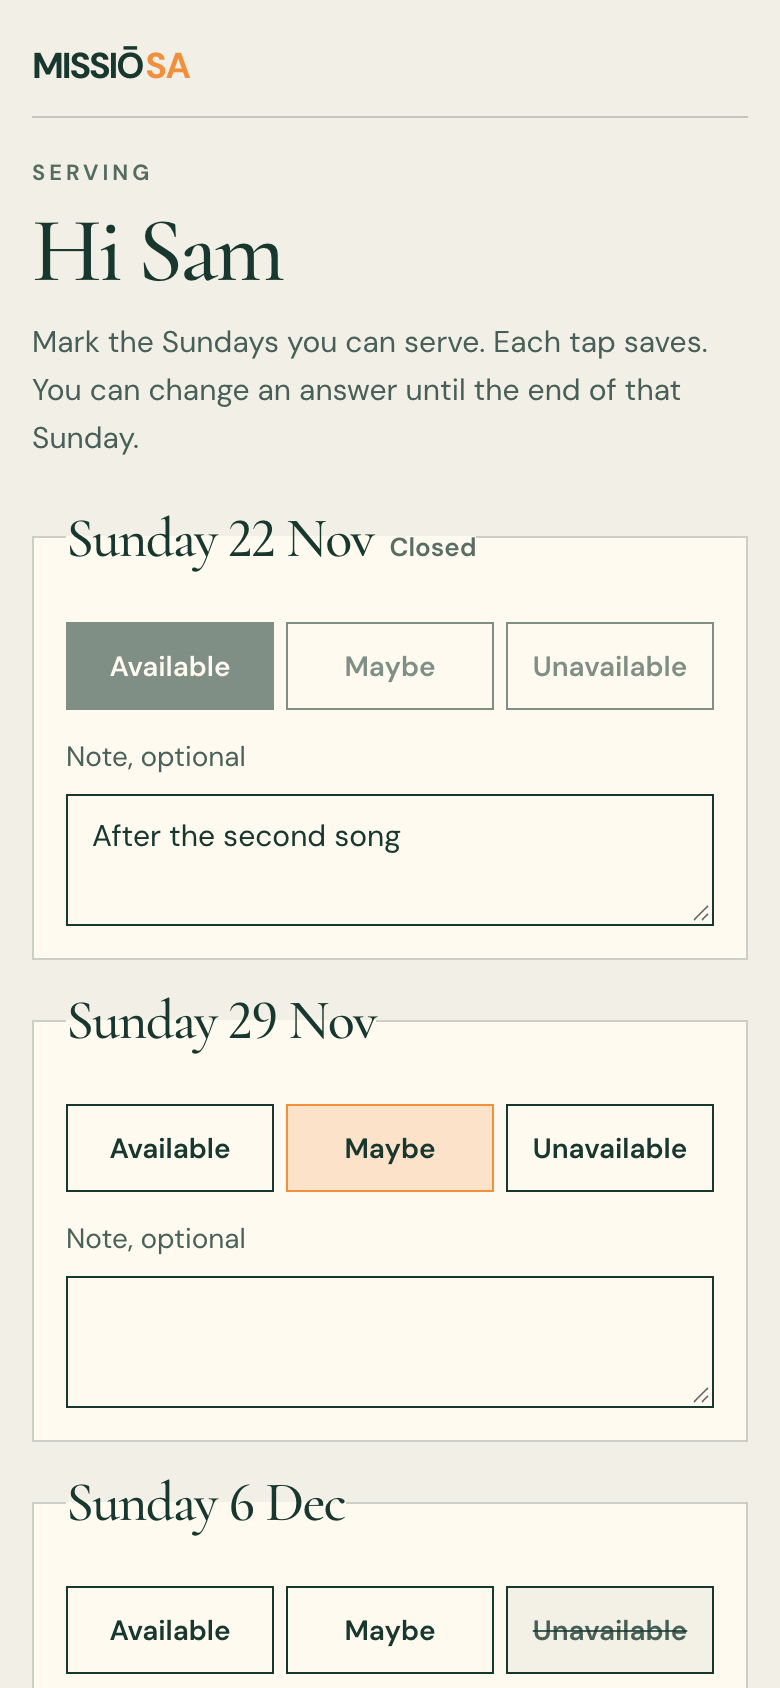 MISSIŌSA
SERVING
Hi Sam
Mark the Sundays you can serve. Each tap saves.
You can change an answer until the end of that
Sunday.
Sunday 22 Nov Closed
Available Maybe Unavailable
Note, optional
After the second song
Sunday 29 Nov
Available Maybe Unavailable
Note, optional
Sunday 6 Dec
Available Maybe Unavailable